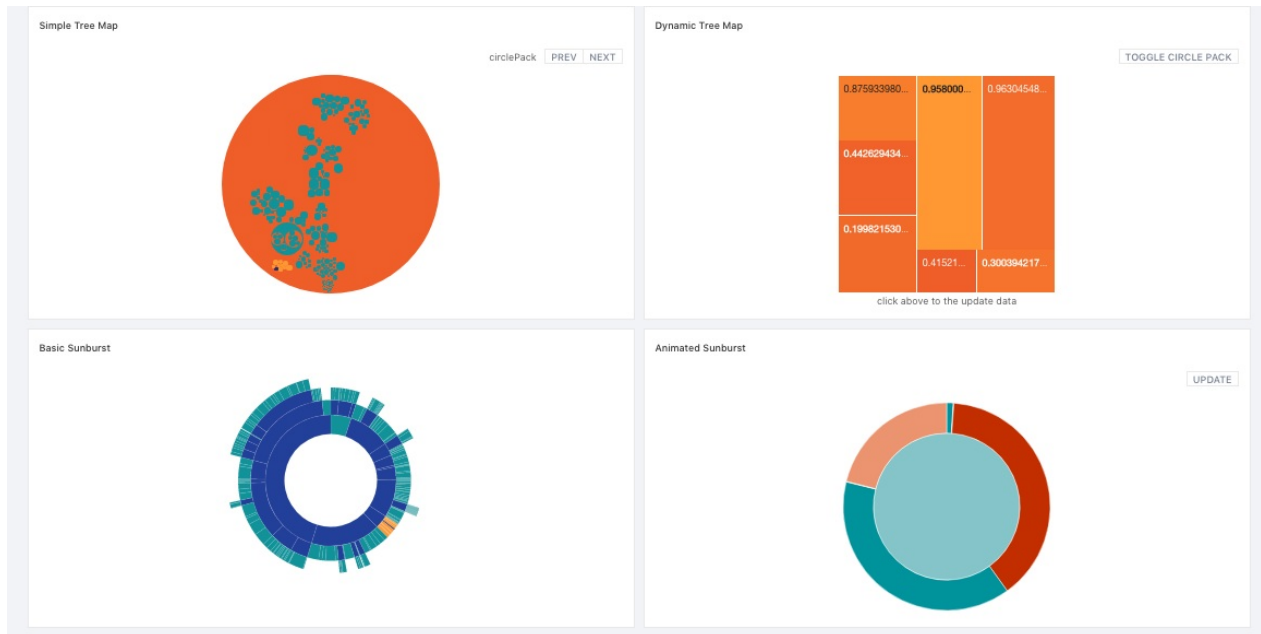 Simple Tree Map
circlePack PREV NEXT
Dynamic Tree Map
TOGGLE CIRCLE PACK
0.875933980...
0.958000...
0.96304548...
0.442629434...
0.199821530...
0.41521...
0.300394217...
click above to the update data
Basic Sunburst
Animated Sunburst
UPDATE